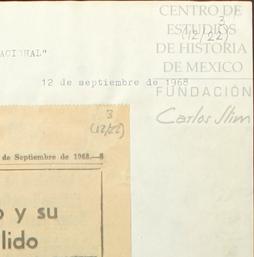 CENTRO DE
3
ESTUDIOS
(12/22)
DE HISTORIA
ACIONAL"
DE MEXICO
12 de septiembre de 1968
FUNDACIÓN
Carlos Slim
3
(12/22)
de Septiembre de 1968.—8
o y su
lido